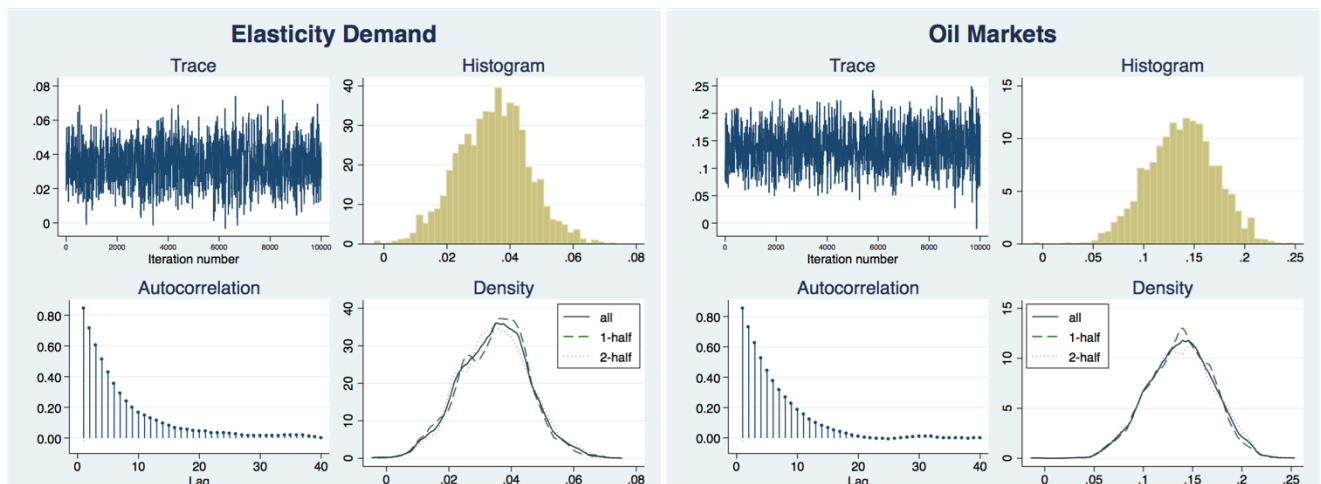 Elasticity Demand
Trace
.08
.06
.04
.02
0
0 2000 4000 6000 8000 10000
Iteration number
Histogram
40
30
20
10
0
0 .02 .04 .06 .08
Autocorrelation
0.80
0.60
0.40
0.20
0.00
0 10 20 30 40
Lag
Density
40
30
20
10
0
all
1-half
2-half
0 .02 .04 .06 .08
Oil Markets
Trace
.25
.2
.15
.1
.05
0
0 2000 4000 6000 8000 10000
Iteration number
Histogram
15
10
5
0
0 .05 .1 .15 .2 .25
Autocorrelation
0.80
0.60
0.40
0.20
0.00
0 10 20 30 40
Lag
Density
15
10
5
0
all
1-half
2-half
0 .05 .1 .15 .2 .25